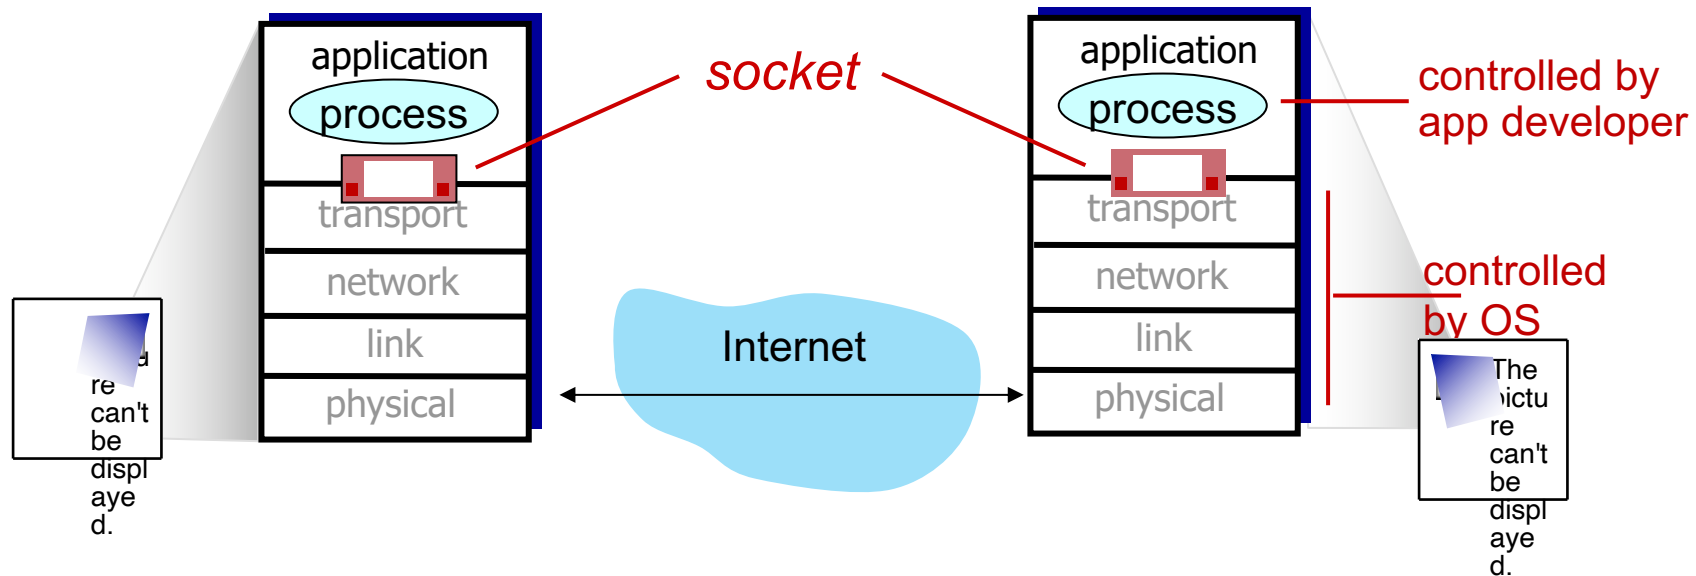 application
process
transport
network
link
physical
socket
Internet
application
process
transport
network
link
physical
controlled by
app developer
controlled
by OS
re
can't
be
displ
aye
d.
The
pictu
re
can't
be
displ
aye
d.